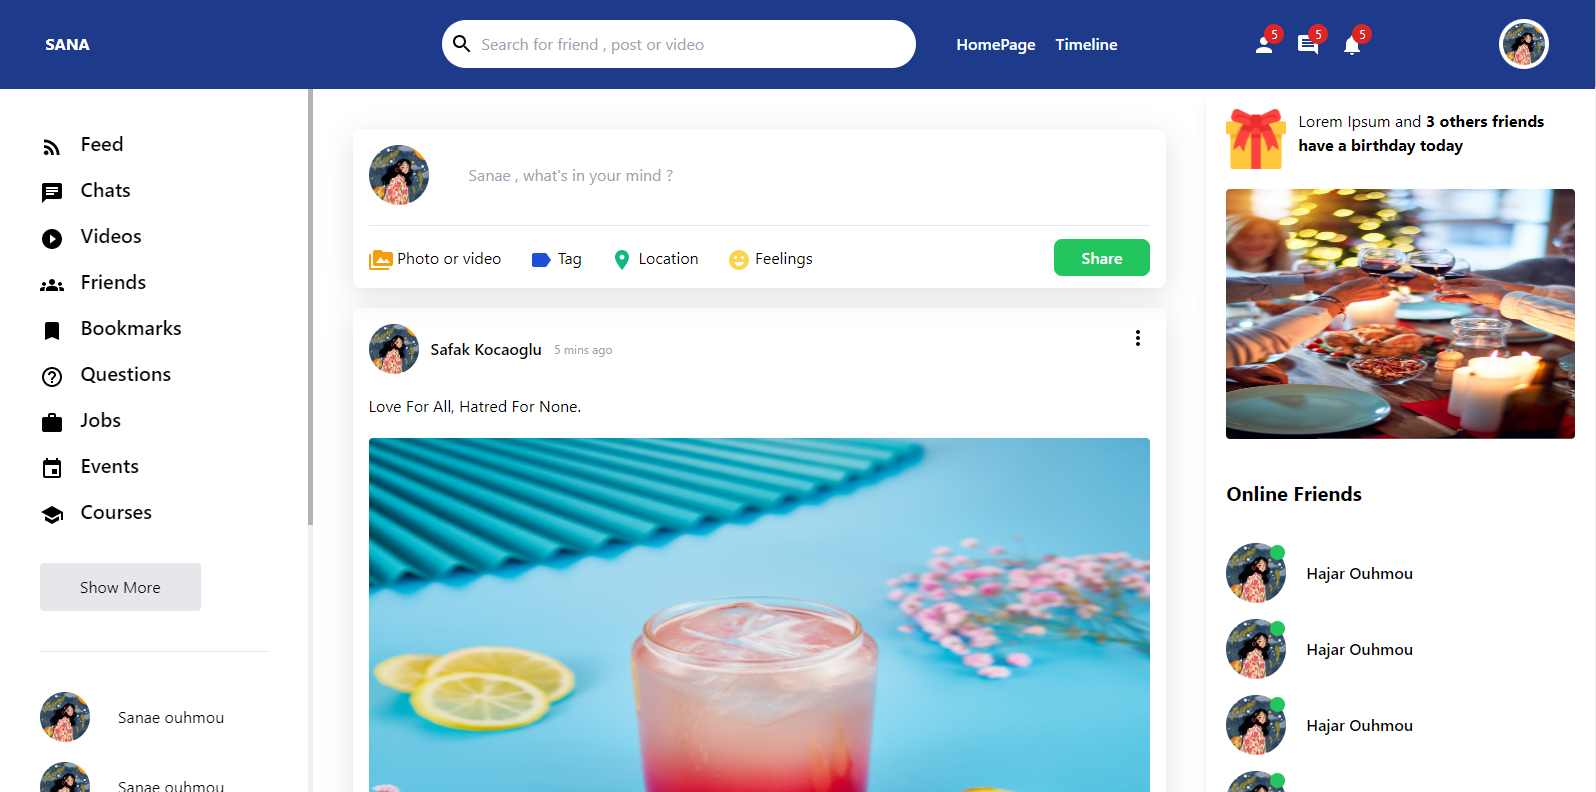 SANA
Search for friend , post or video
HomePage
Timeline
5
5
5
Feed
Chats
Videos
Friends
Bookmarks
Questions
Jobs
Events
Courses
Show More
Sanae ouhmou
Sanae ouhmou
Sanae , what's in your mind ?
Photo or video
Tag
Location
Feelings
Share
Safak Kocaoglu 5 mins ago
Love For All, Hatred For None.
Lorem Ipsum and 3 others friends
have a birthday today
Online Friends
Hajar Ouhmou
Hajar Ouhmou
Hajar Ouhmou